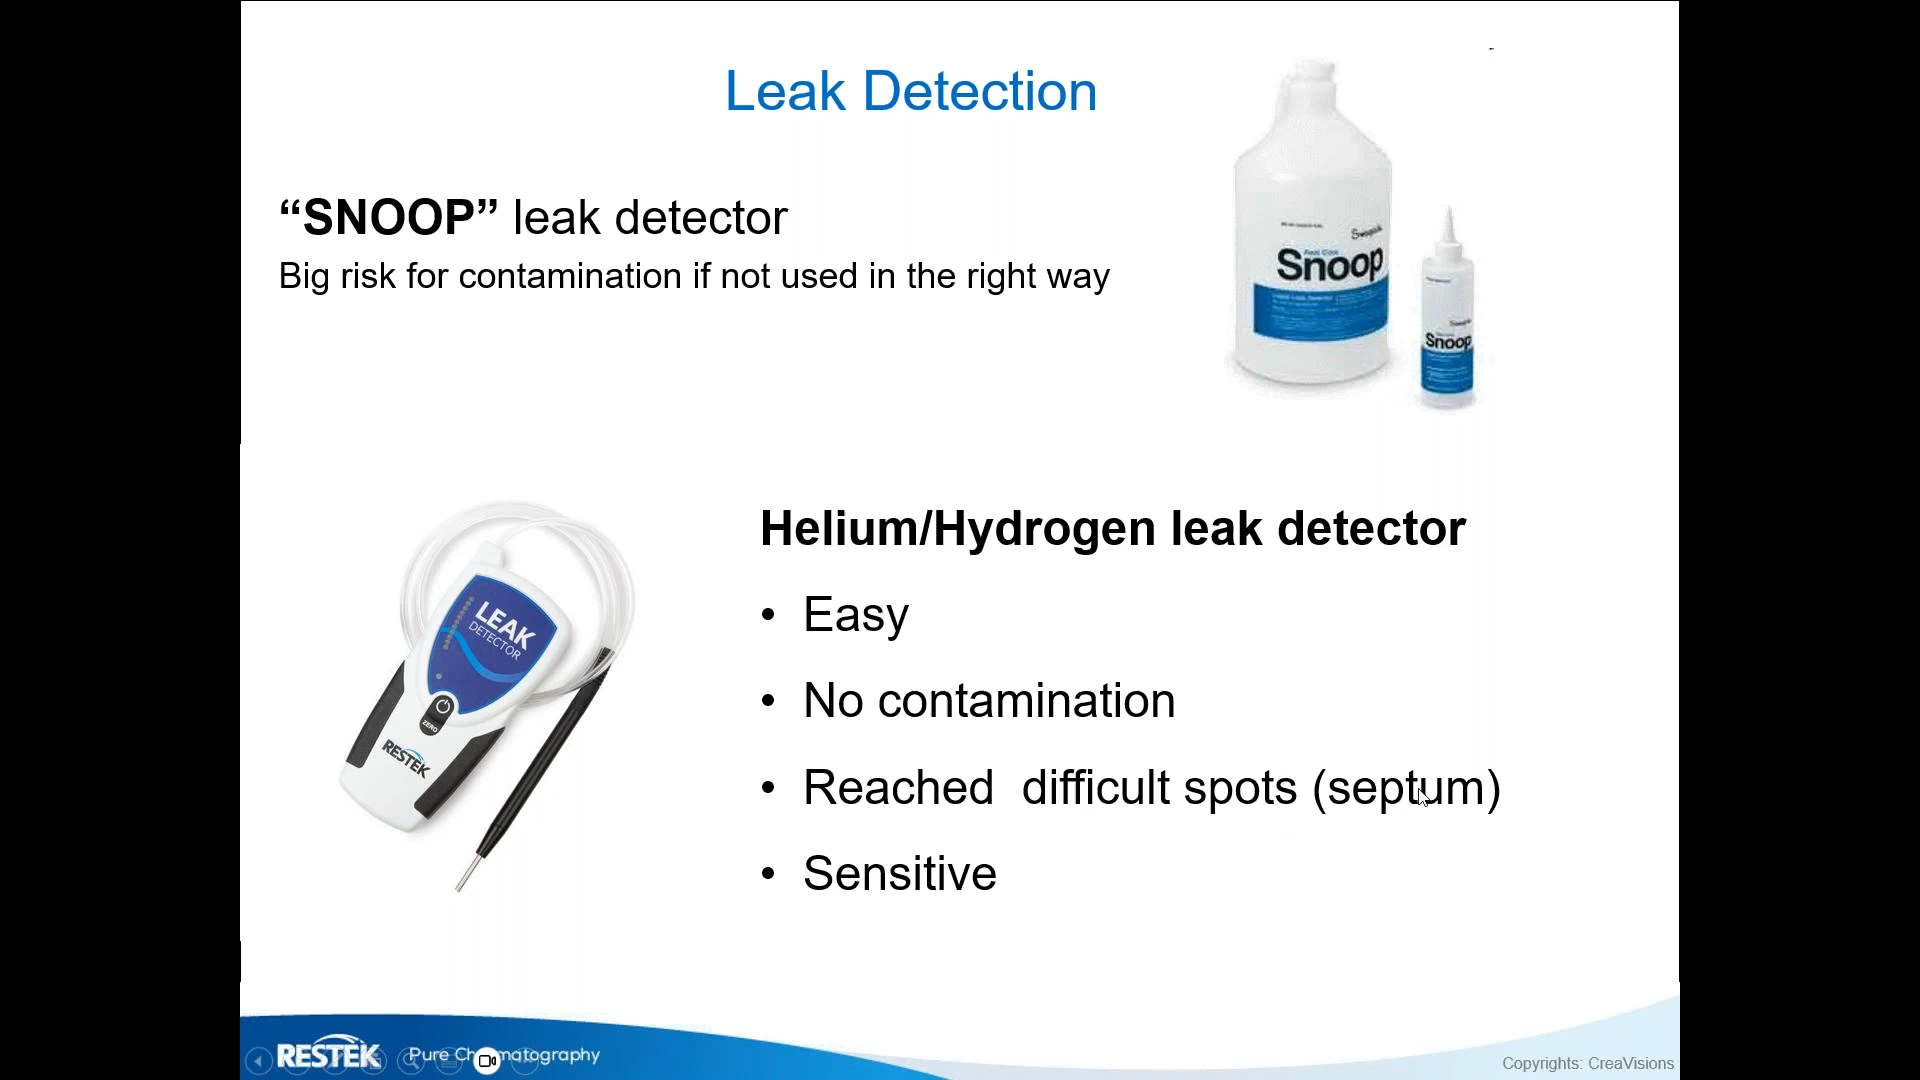 Leak Detection
“SNOOP” leak detector
Big risk for contamination if not used in the right way
Swagelok
Snoop
Snoop
Helium/Hydrogen leak detector
• Easy
• No contamination
• Reached  difficult spots (septum)
• Sensitive
LEAK
DETECTOR
ZERO
RESTEK
RESTEK Pure Chromatography
Copyrights: CreaVisions